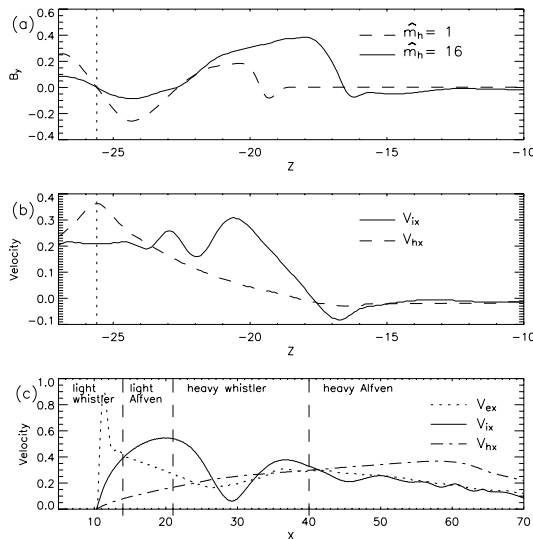 (a)
0.6
0.4
0.2
0.0
-0.2
-0.4
B_y
m̂_h = 1
m̂_h = 16
-25
-20
-15
-10
Z
(b)
0.4
0.3
0.2
0.1
0.0
-0.1
Velocity
V_ix
V_hx
-25
-20
-15
-10
Z
(c)
1.0
0.8
0.6
0.4
0.2
0.0
Velocity
light whistler
light Alfven
heavy whistler
heavy Alfven
V_ex
V_ix
V_hx
10
20
30
40
50
60
70
x